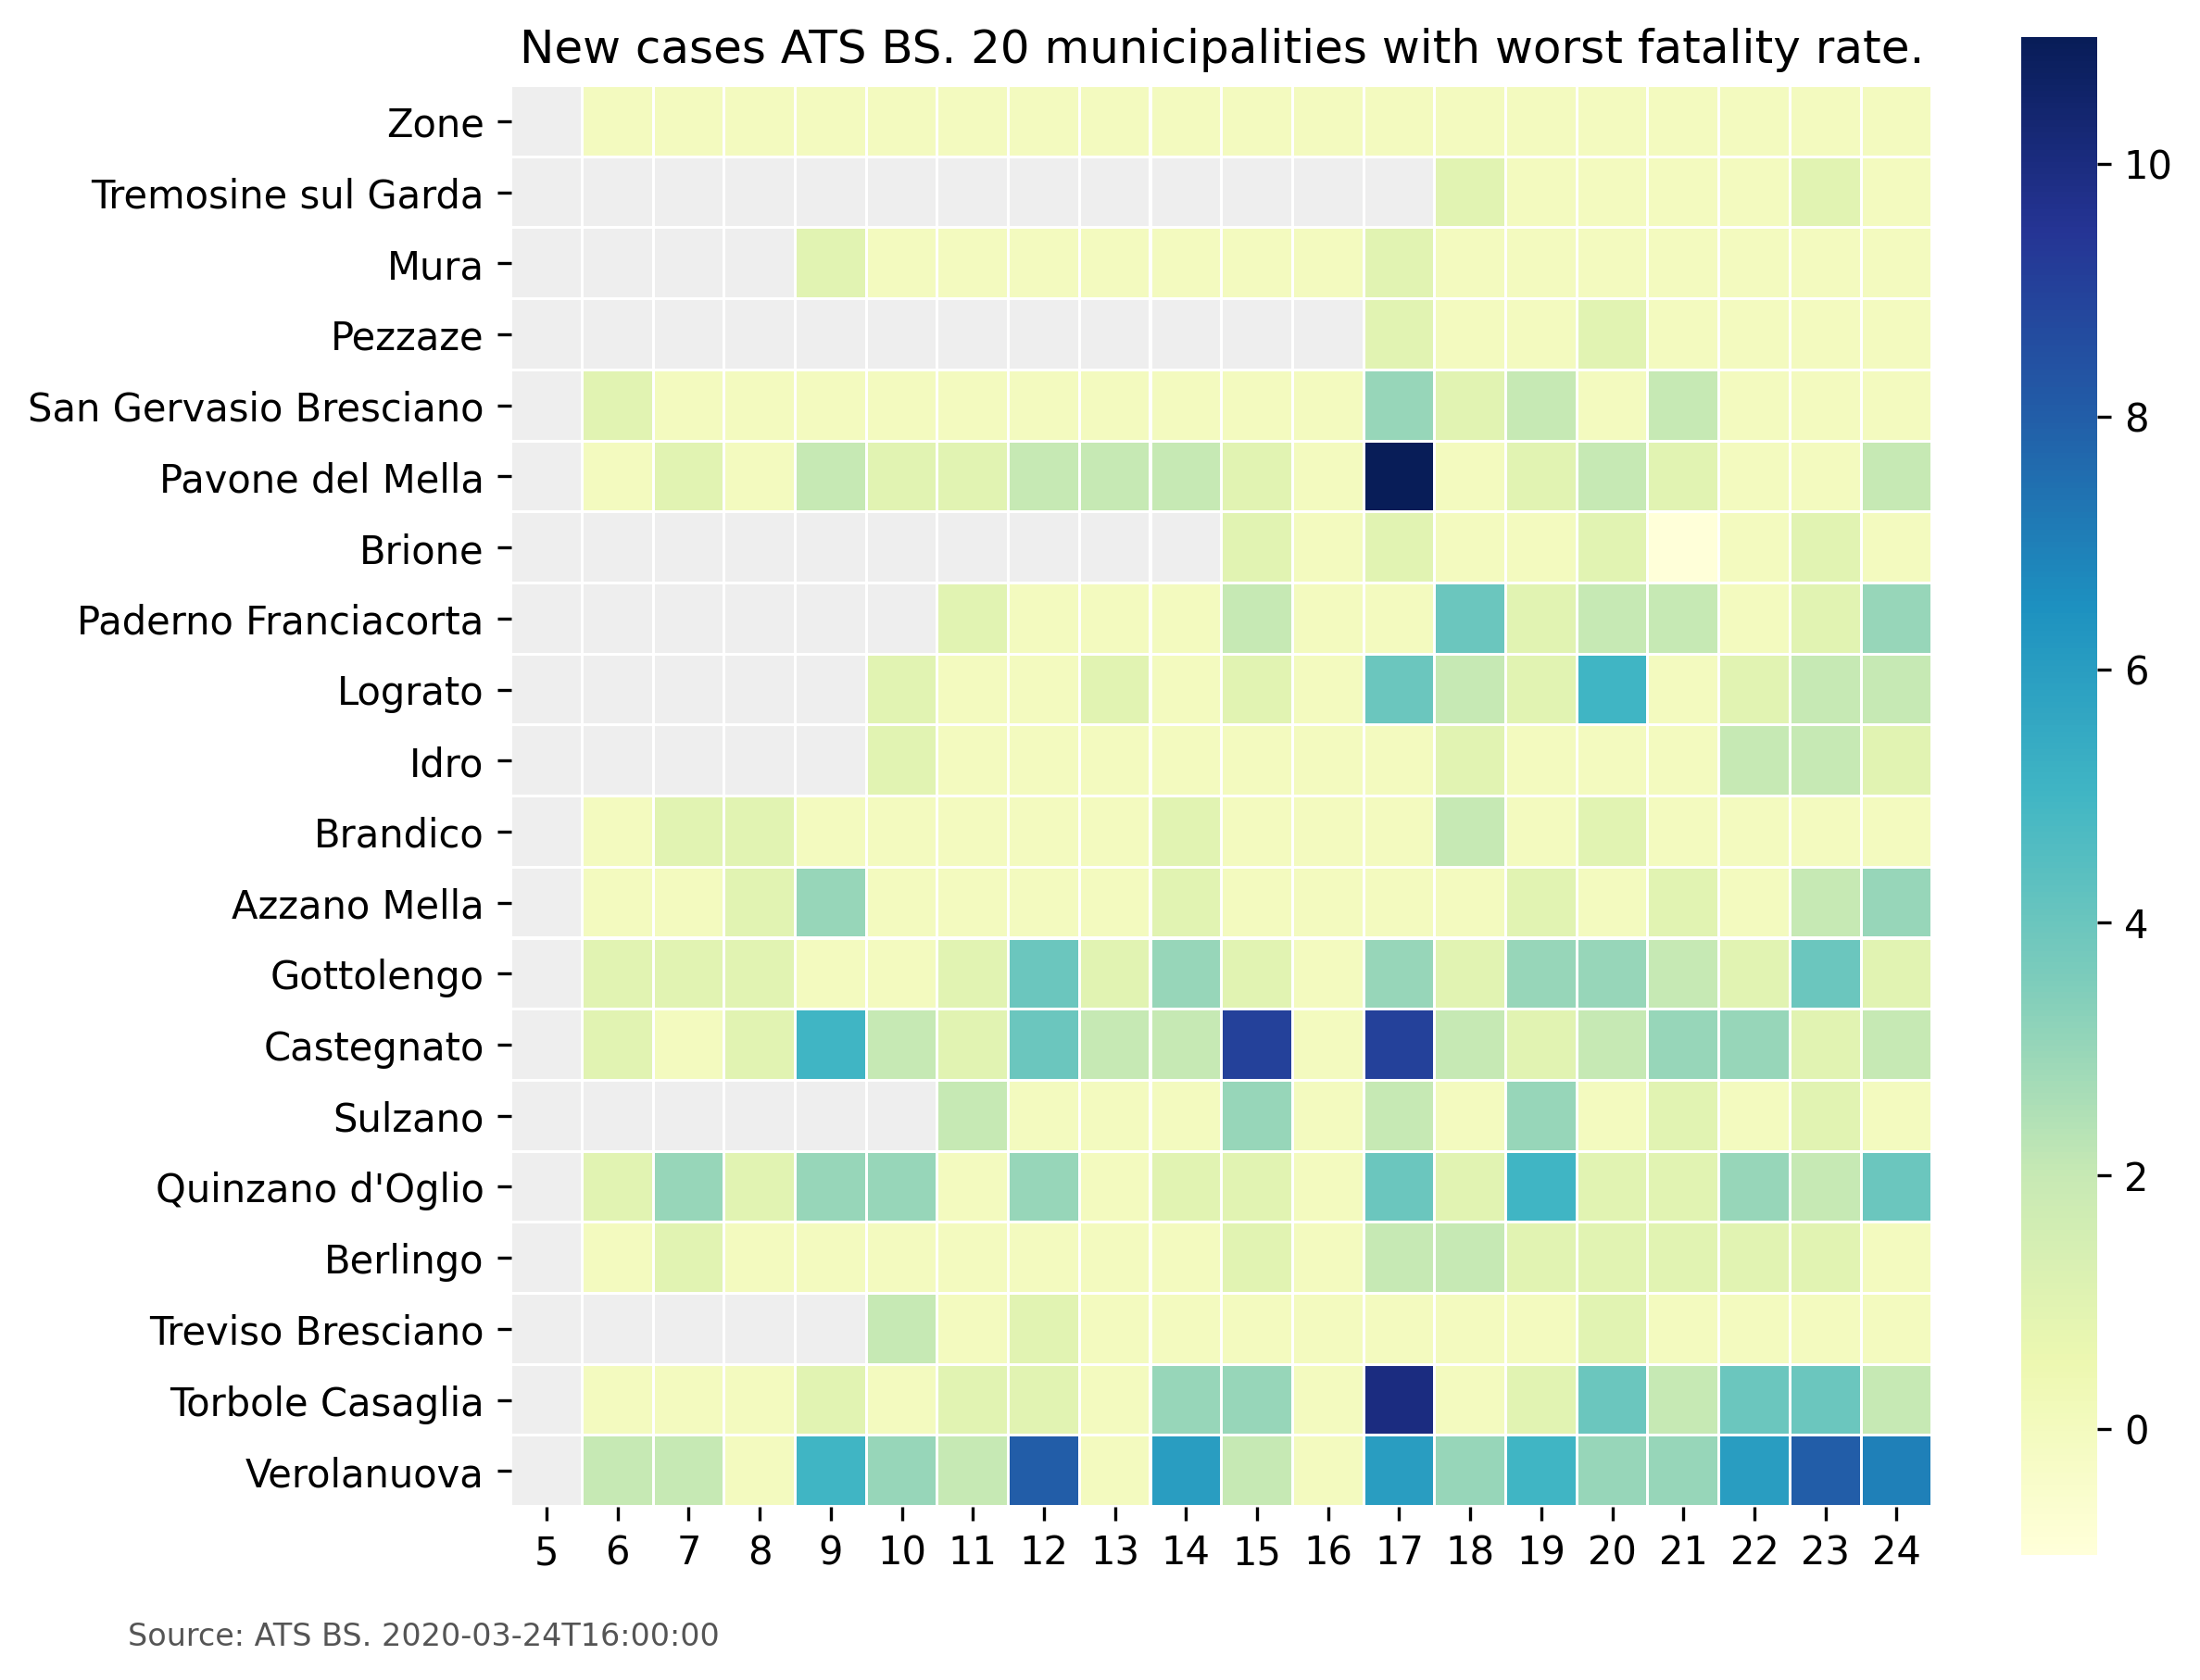 New cases ATS BS. 20 municipalities with worst fatality rate.
Zone
Tremosine sul Garda
Mura
Pezzaze
San Gervasio Bresciano
Pavone del Mella
Brione
Paderno Franciacorta
Lograto
Idro
Brandico
Azzano Mella
Gottolengo
Castegnato
Sulzano
Quinzano d'Oglio
Berlingo
Treviso Bresciano
Torbole Casaglia
Verolanuova
5 6 7 8 9 10 11 12 13 14 15 16 17 18 19 20 21 22 23 24
10
8
6
4
2
0
Source: ATS BS. 2020-03-24T16:00:00